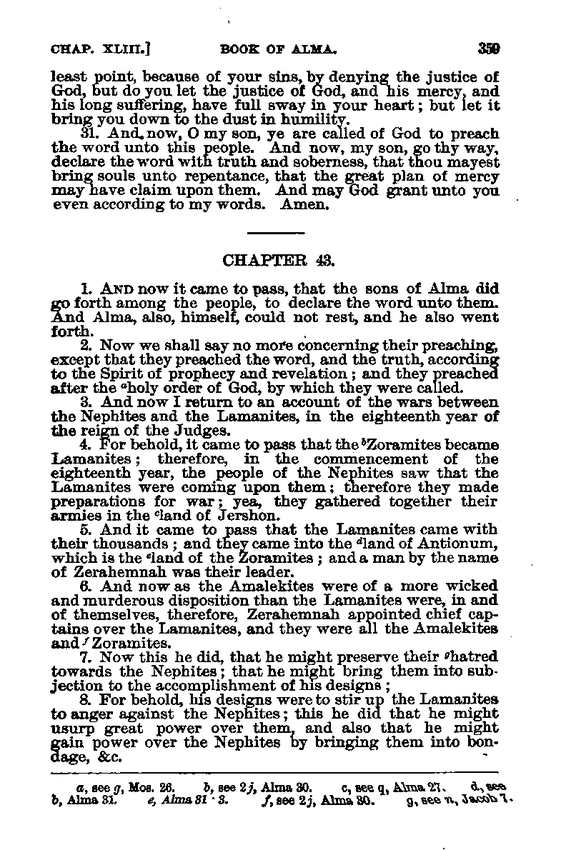 CHAP. XLIII.] BOOK OF ALMA. 359
least point, because of your sins, by denying the justice of
God, but do you let the justice of God, and his mercy, and
his long suffering, have full sway in your heart; but let it
bring you down to the dust in humility.
31. And, now, O my son, ye are called of God to preach
the word unto this people. And now, my son, go thy way,
declare the word with truth and soberness, that thou mayest
bring souls unto repentance, that the great plan of mercy
may have claim upon them. And may God grant unto you
even according to my words. Amen.
CHAPTER 43.
1. AND now it came to pass, that the sons of Alma did
go forth among the people, to declare the word unto them.
And Alma, also, himself, could not rest, and he also went
forth.
2. Now we shall say no more concerning their preaching,
except that they preached the word, and the truth, according
to the Spirit of prophecy and revelation; and they preached
after the ᵃholy order of God, by which they were called.
3. And now I return to an account of the wars between
the Nephites and the Lamanites, in the eighteenth year of
the reign of the Judges.
4. For behold, it came to pass that the ᵇZoramites became
Lamanites; therefore, in the commencement of the
eighteenth year, the people of the Nephites saw that the
Lamanites were coming upon them; therefore they made
preparations for war; yea, they gathered together their
armies in the ᶜland of Jershon.
5. And it came to pass that the Lamanites came with
their thousands; and they came into the ᵈland of Antionum,
which is the ᵉland of the Zoramites; and a man by the name
of Zerahemnah was their leader.
6. And now as the Amalekites were of a more wicked
and murderous disposition than the Lamanites were, in and
of themselves, therefore, Zerahemnah appointed chief cap-
tains over the Lamanites, and they were all the Amalekites
and ᶠZoramites.
7. Now this he did, that he might preserve their ᵍhatred
towards the Nephites; that he might bring them into sub-
jection to the accomplishment of his designs;
8. For behold, his designs were to stir up the Lamanites
to anger against the Nephites; this he did that he might
usurp great power over them, and also that he might
gain power over the Nephites by bringing them into bon-
dage, &c.
a, see g, Mos. 26. b, see 2j, Alma 30. c, see q, Alma 27. d, see
b, Alma 31. e, Alma 31 : 3. f, see 2j, Alma 30. g, see n, Jacob 7.